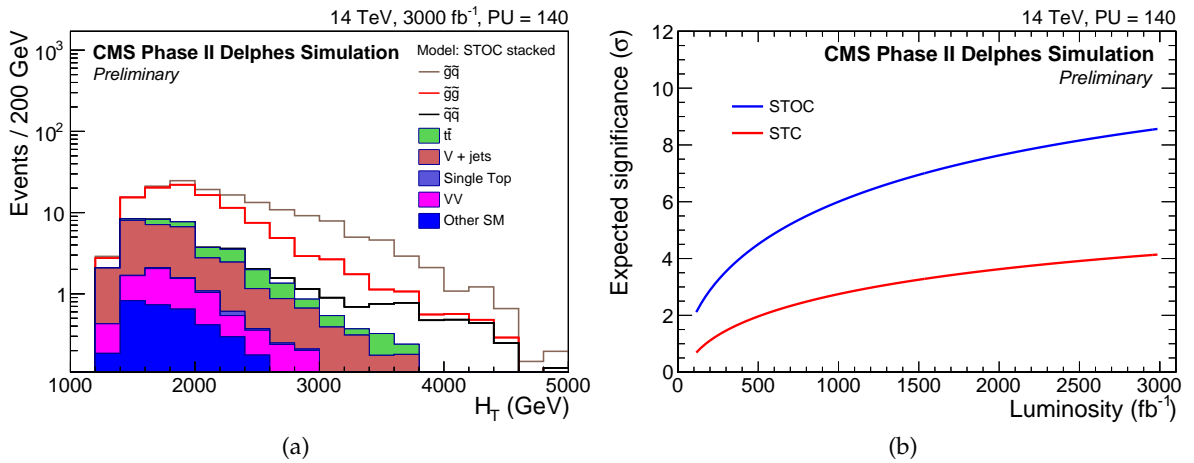 14 TeV, 3000 fb⁻¹, PU = 140
CMS Phase II Delphes Simulation
Preliminary
Model: STOC stacked
g̃q̃
g̃g̃
q̃q̃
tt̄
V + jets
Single Top
VV
Other SM
Events / 200 GeV
10³
10²
10
1
1000 2000 3000 4000 5000
H_T (GeV)
(a)
14 TeV, PU = 140
CMS Phase II Delphes Simulation
Preliminary
STOC
STC
Expected significance (σ)
12
10
8
6
4
2
0
0 500 1000 1500 2000 2500 3000
Luminosity (fb⁻¹)
(b)